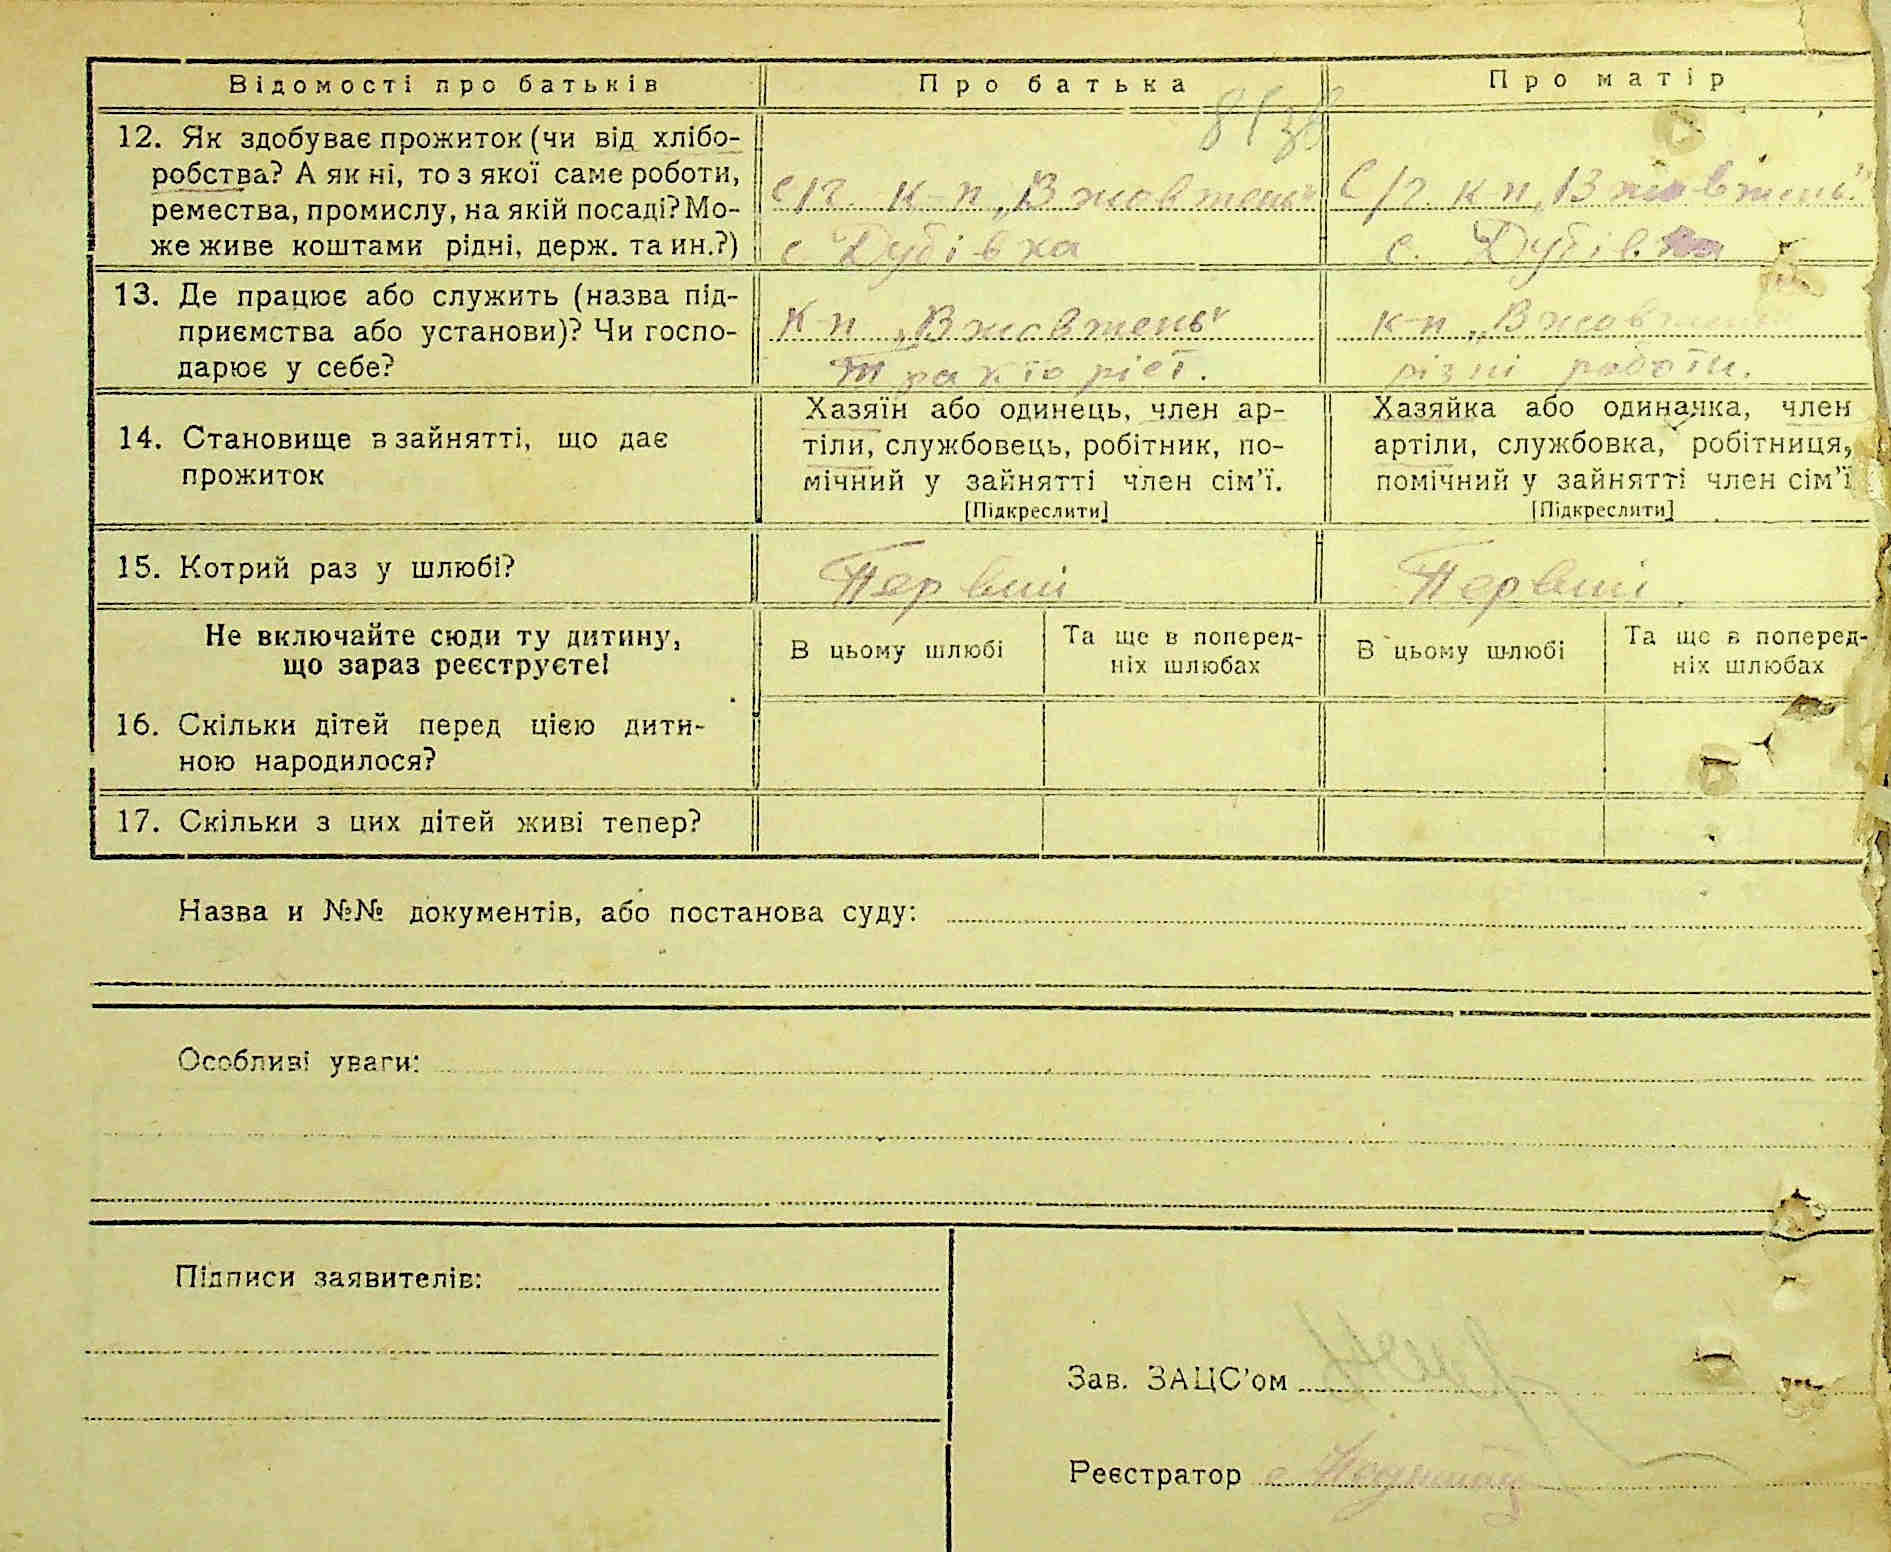 Відомості про батьків Про батька Про матір
81зв
12. Як здобуває прожиток (чи від хлібо-
робства? А як ні, то з якої саме роботи,
ремества, промислу, на якій посаді? Мо-
же живе коштами рідні, держ. та ин.?)
с/г. к-п „В жовтень"
с. Дубівка
С/г. к-п „В жовтень"
с. Дубівка
13. Де працює або служить (назва під-
приємства або установи)? Чи госпо-
дарює у себе?
к-п „В жовтень"
тракторіст.
к-п „В жовтень"
різні роботи.
14. Становище в зайнятті, що дає
прожиток
Хазяїн або одинець, член ар-
тіли, службовець, робітник, по-
мічний у зайнятті член сім'ї.
[Підкреслити]
Хазяйка або одиначка, член
артіли, службовка, робітниця,
помічний у зайнятті член сім'ї
[Підкреслити]
15. Котрий раз у шлюбі? Первий Первий
Не включайте сюди ту дитину,
що зараз реєструєте!
В цьому шлюбі
Та ще в поперед-
ніх шлюбах
В цьому шлюбі
Та ще в поперед-
ніх шлюбах
16. Скільки дітей перед цією дити-
ною народилося?
17. Скільки з цих дітей живі тепер?
Назва и №№ документів, або постанова суду:
Особливі уваги:
Підписи заявителів:
Зав. ЗАЦС'ом
Реєстратор